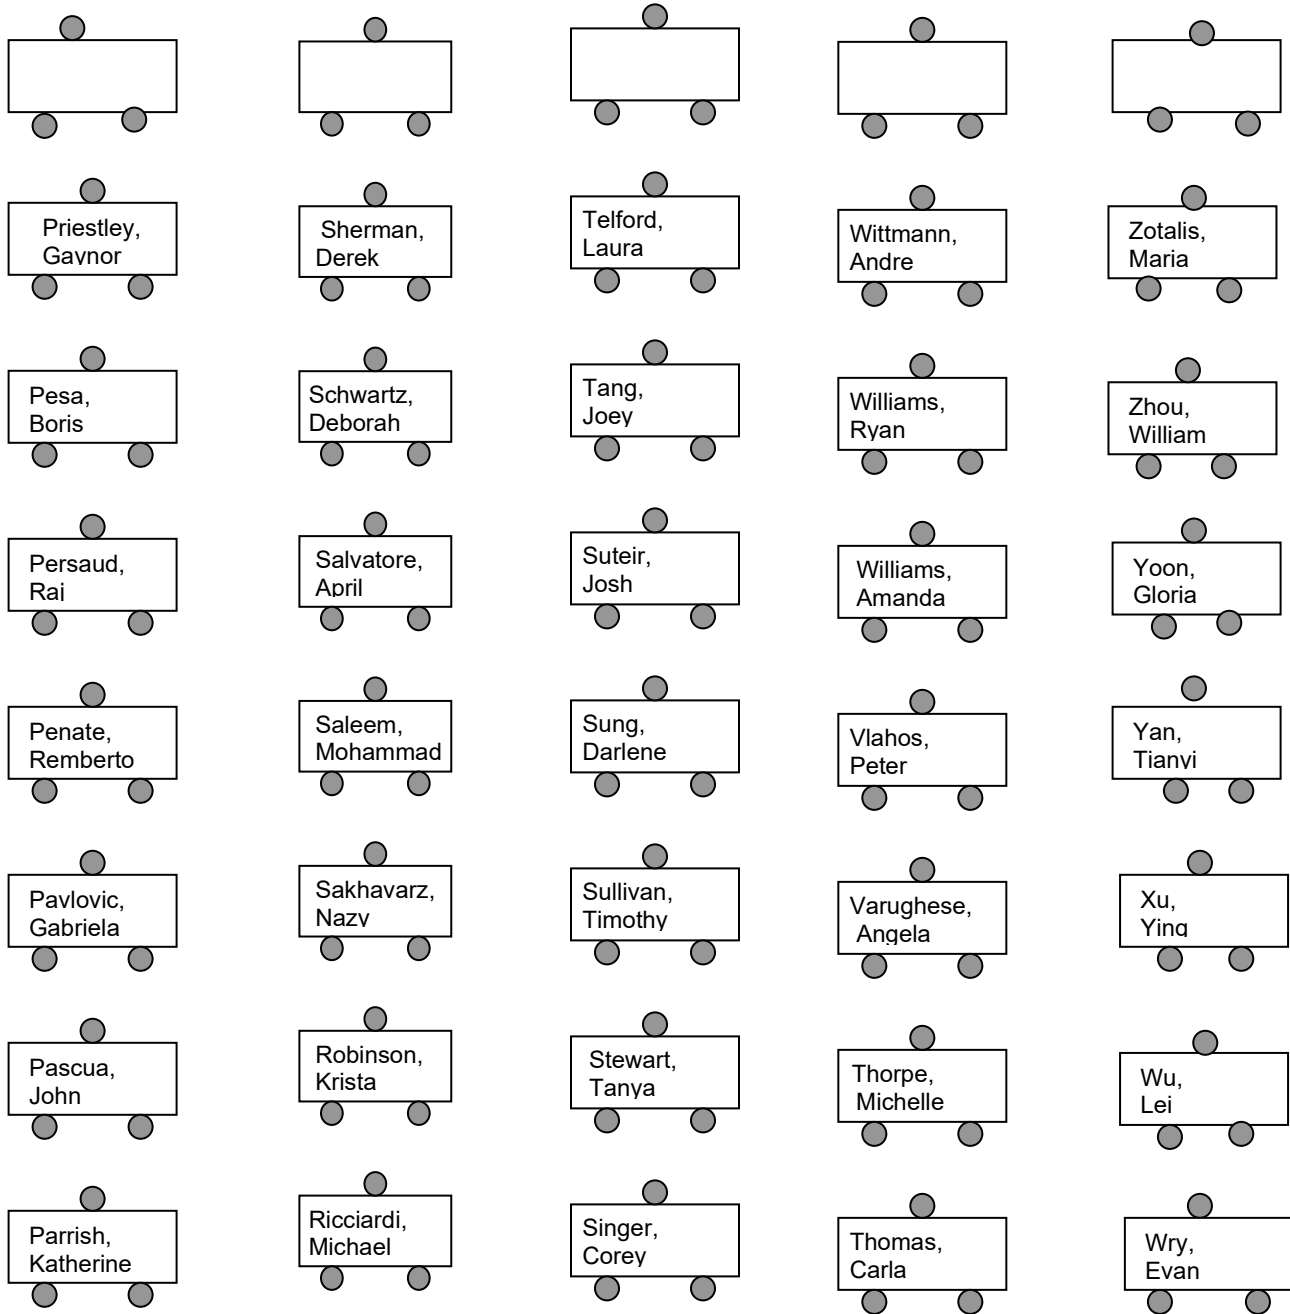 Priestley,
Gaynor
Sherman,
Derek
Telford,
Laura
Wittmann,
Andre
Zotalis,
Maria
Pesa,
Boris
Schwartz,
Deborah
Tang,
Joey
Williams,
Ryan
Zhou,
William
Persaud,
Raj
Salvatore,
April
Suteir,
Josh
Williams,
Amanda
Yoon,
Gloria
Penate,
Remberto
Saleem,
Mohammad
Sung,
Darlene
Vlahos,
Peter
Yan,
Tianyi
Pavlovic,
Gabriela
Sakhavarz,
Nazy
Sullivan,
Timothy
Varughese,
Angela
Xu,
Ying
Pascua,
John
Robinson,
Krista
Stewart,
Tanya
Thorpe,
Michelle
Wu,
Lei
Parrish,
Katherine
Ricciardi,
Michael
Singer,
Corey
Thomas,
Carla
Wry,
Evan